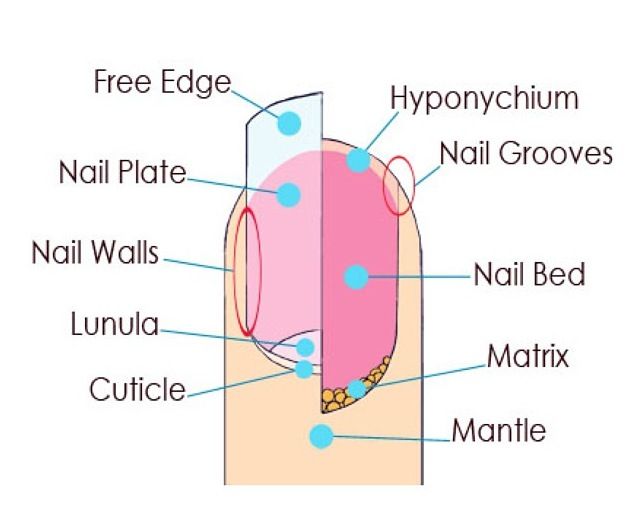 Free Edge
Hyponychium
Nail Grooves
Nail Plate
Nail Walls
Nail Bed
Lunula
Matrix
Cuticle
Mantle